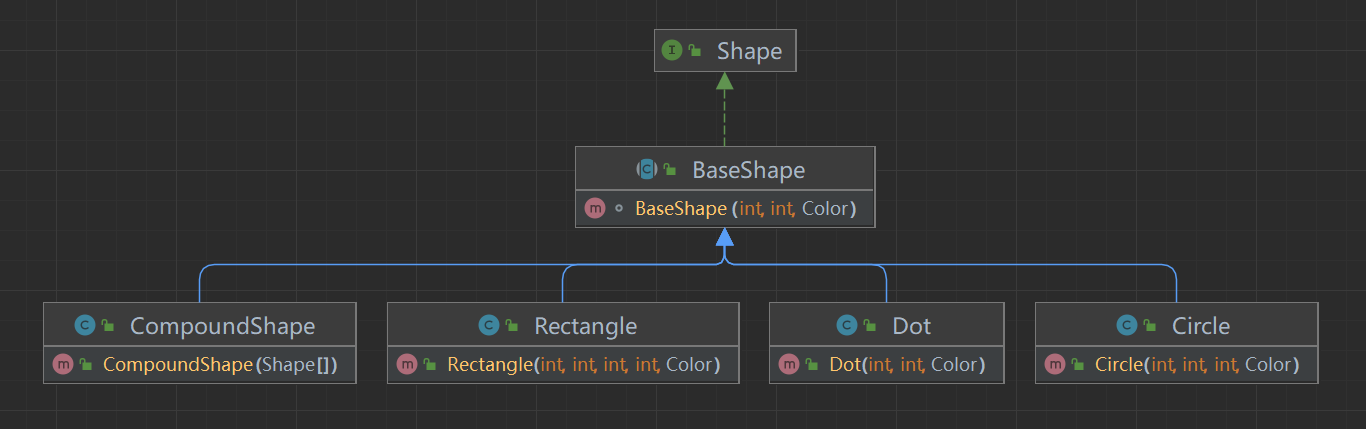 I Shape
C BaseShape
m BaseShape(int, int, Color)
C CompoundShape
m CompoundShape(Shape[])
C Rectangle
m Rectangle(int, int, int, int, Color)
C Dot
m Dot(int, int, Color)
C Circle
m Circle(int, int, int, Color)